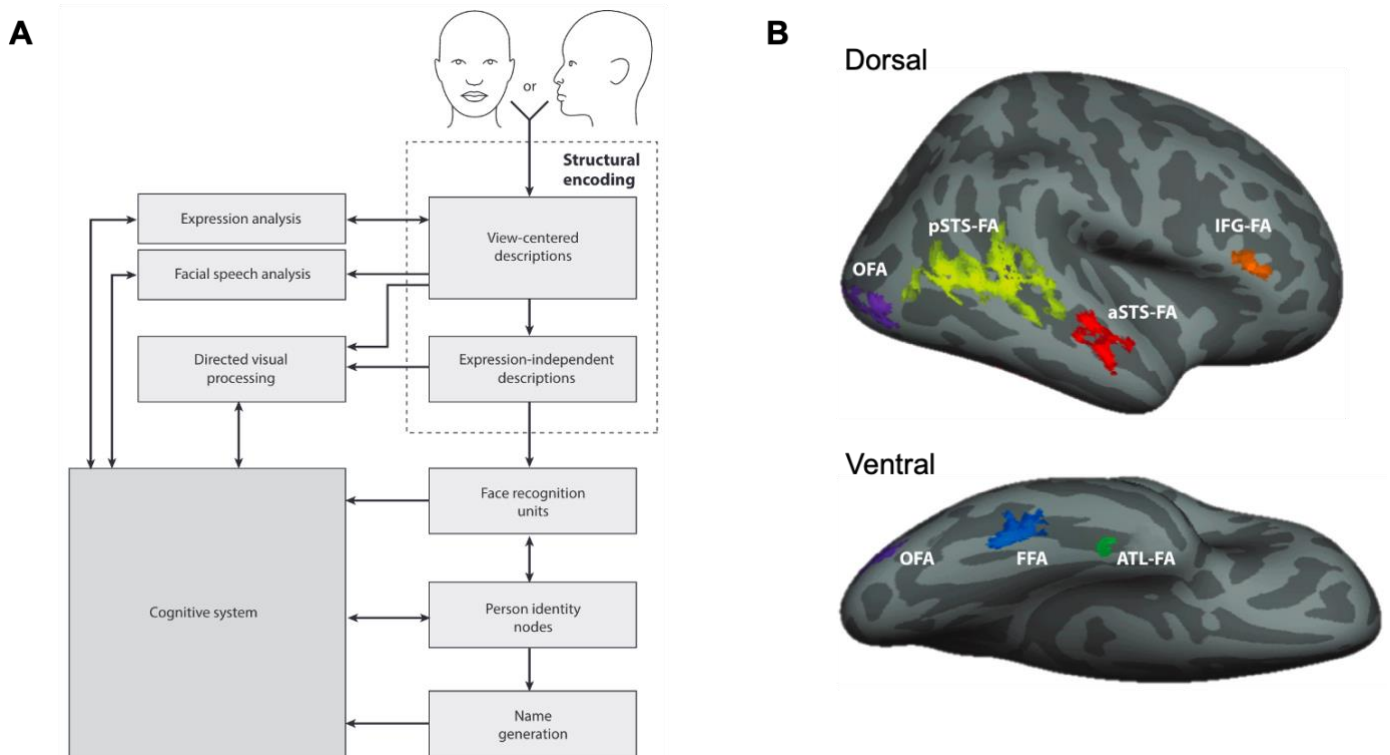 A
or
Structural
encoding
Expression analysis
View-centered
descriptions
Facial speech analysis
Directed visual
processing
Expression-independent
descriptions
Face recognition
units
Cognitive system
Person identity
nodes
Name
generation
B
Dorsal
pSTS-FA
IFG-FA
OFA
aSTS-FA
Ventral
OFA
FFA
ATL-FA